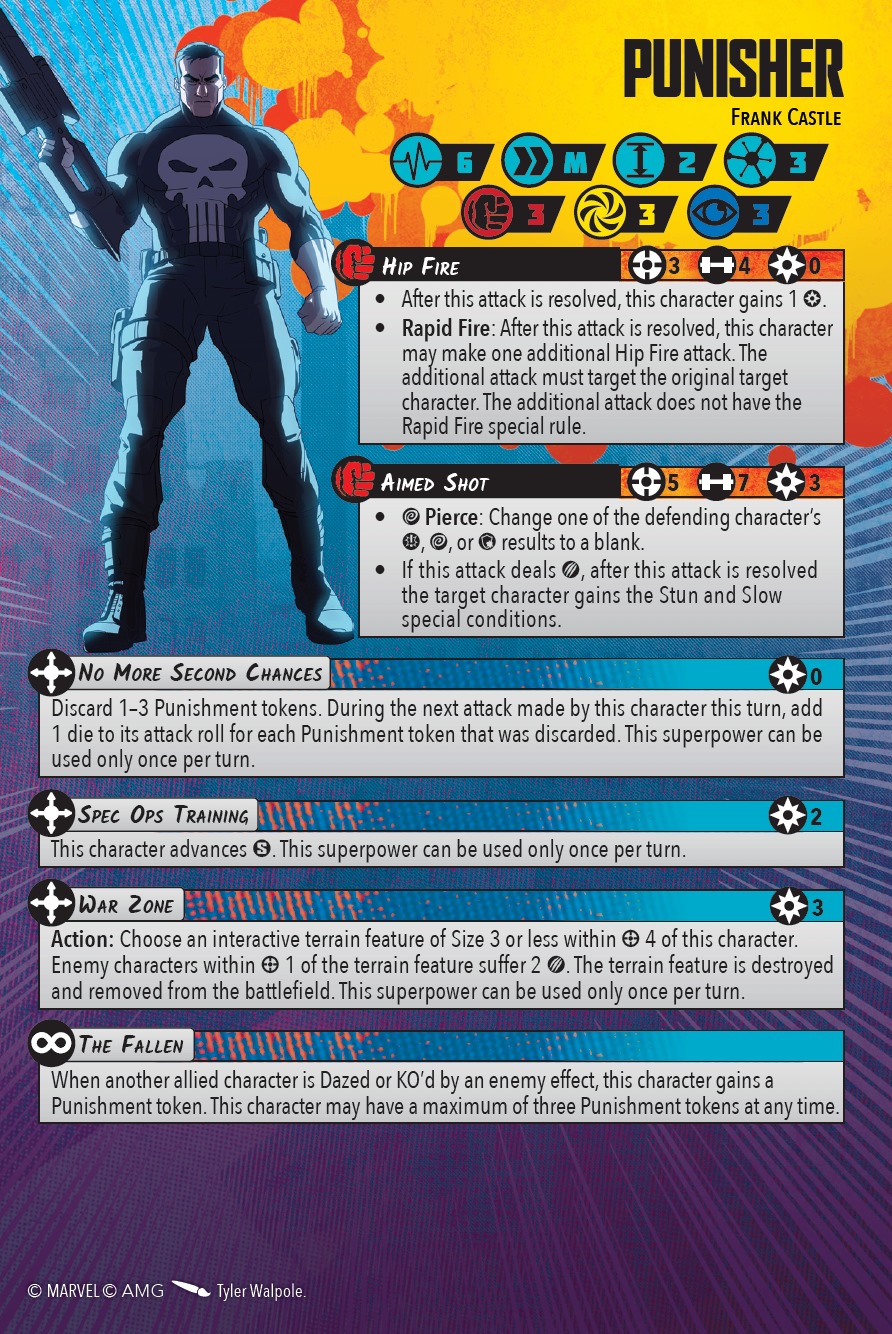 PUNISHER
FRANK CASTLE
6 M 2 3
3 3 3
HIP FIRE 3 4 0
• After this attack is resolved, this character gains 1 .
• Rapid Fire: After this attack is resolved, this character
may make one additional Hip Fire attack. The
additional attack must target the original target
character. The additional attack does not have the
Rapid Fire special rule.
AIMED SHOT 5 7 3
• Pierce: Change one of the defending character's
, , or results to a blank.
• If this attack deals , after this attack is resolved
the target character gains the Stun and Slow
special conditions.
NO MORE SECOND CHANCES 0
Discard 1–3 Punishment tokens. During the next attack made by this character this turn, add
1 die to its attack roll for each Punishment token that was discarded. This superpower can be
used only once per turn.
SPEC OPS TRAINING 2
This character advances S. This superpower can be used only once per turn.
WAR ZONE 3
Action: Choose an interactive terrain feature of Size 3 or less within 4 of this character.
Enemy characters within 1 of the terrain feature suffer 2 . The terrain feature is destroyed
and removed from the battlefield. This superpower can be used only once per turn.
THE FALLEN
When another allied character is Dazed or KO'd by an enemy effect, this character gains a
Punishment token. This character may have a maximum of three Punishment tokens at any time.
© MARVEL © AMG Tyler Walpole.